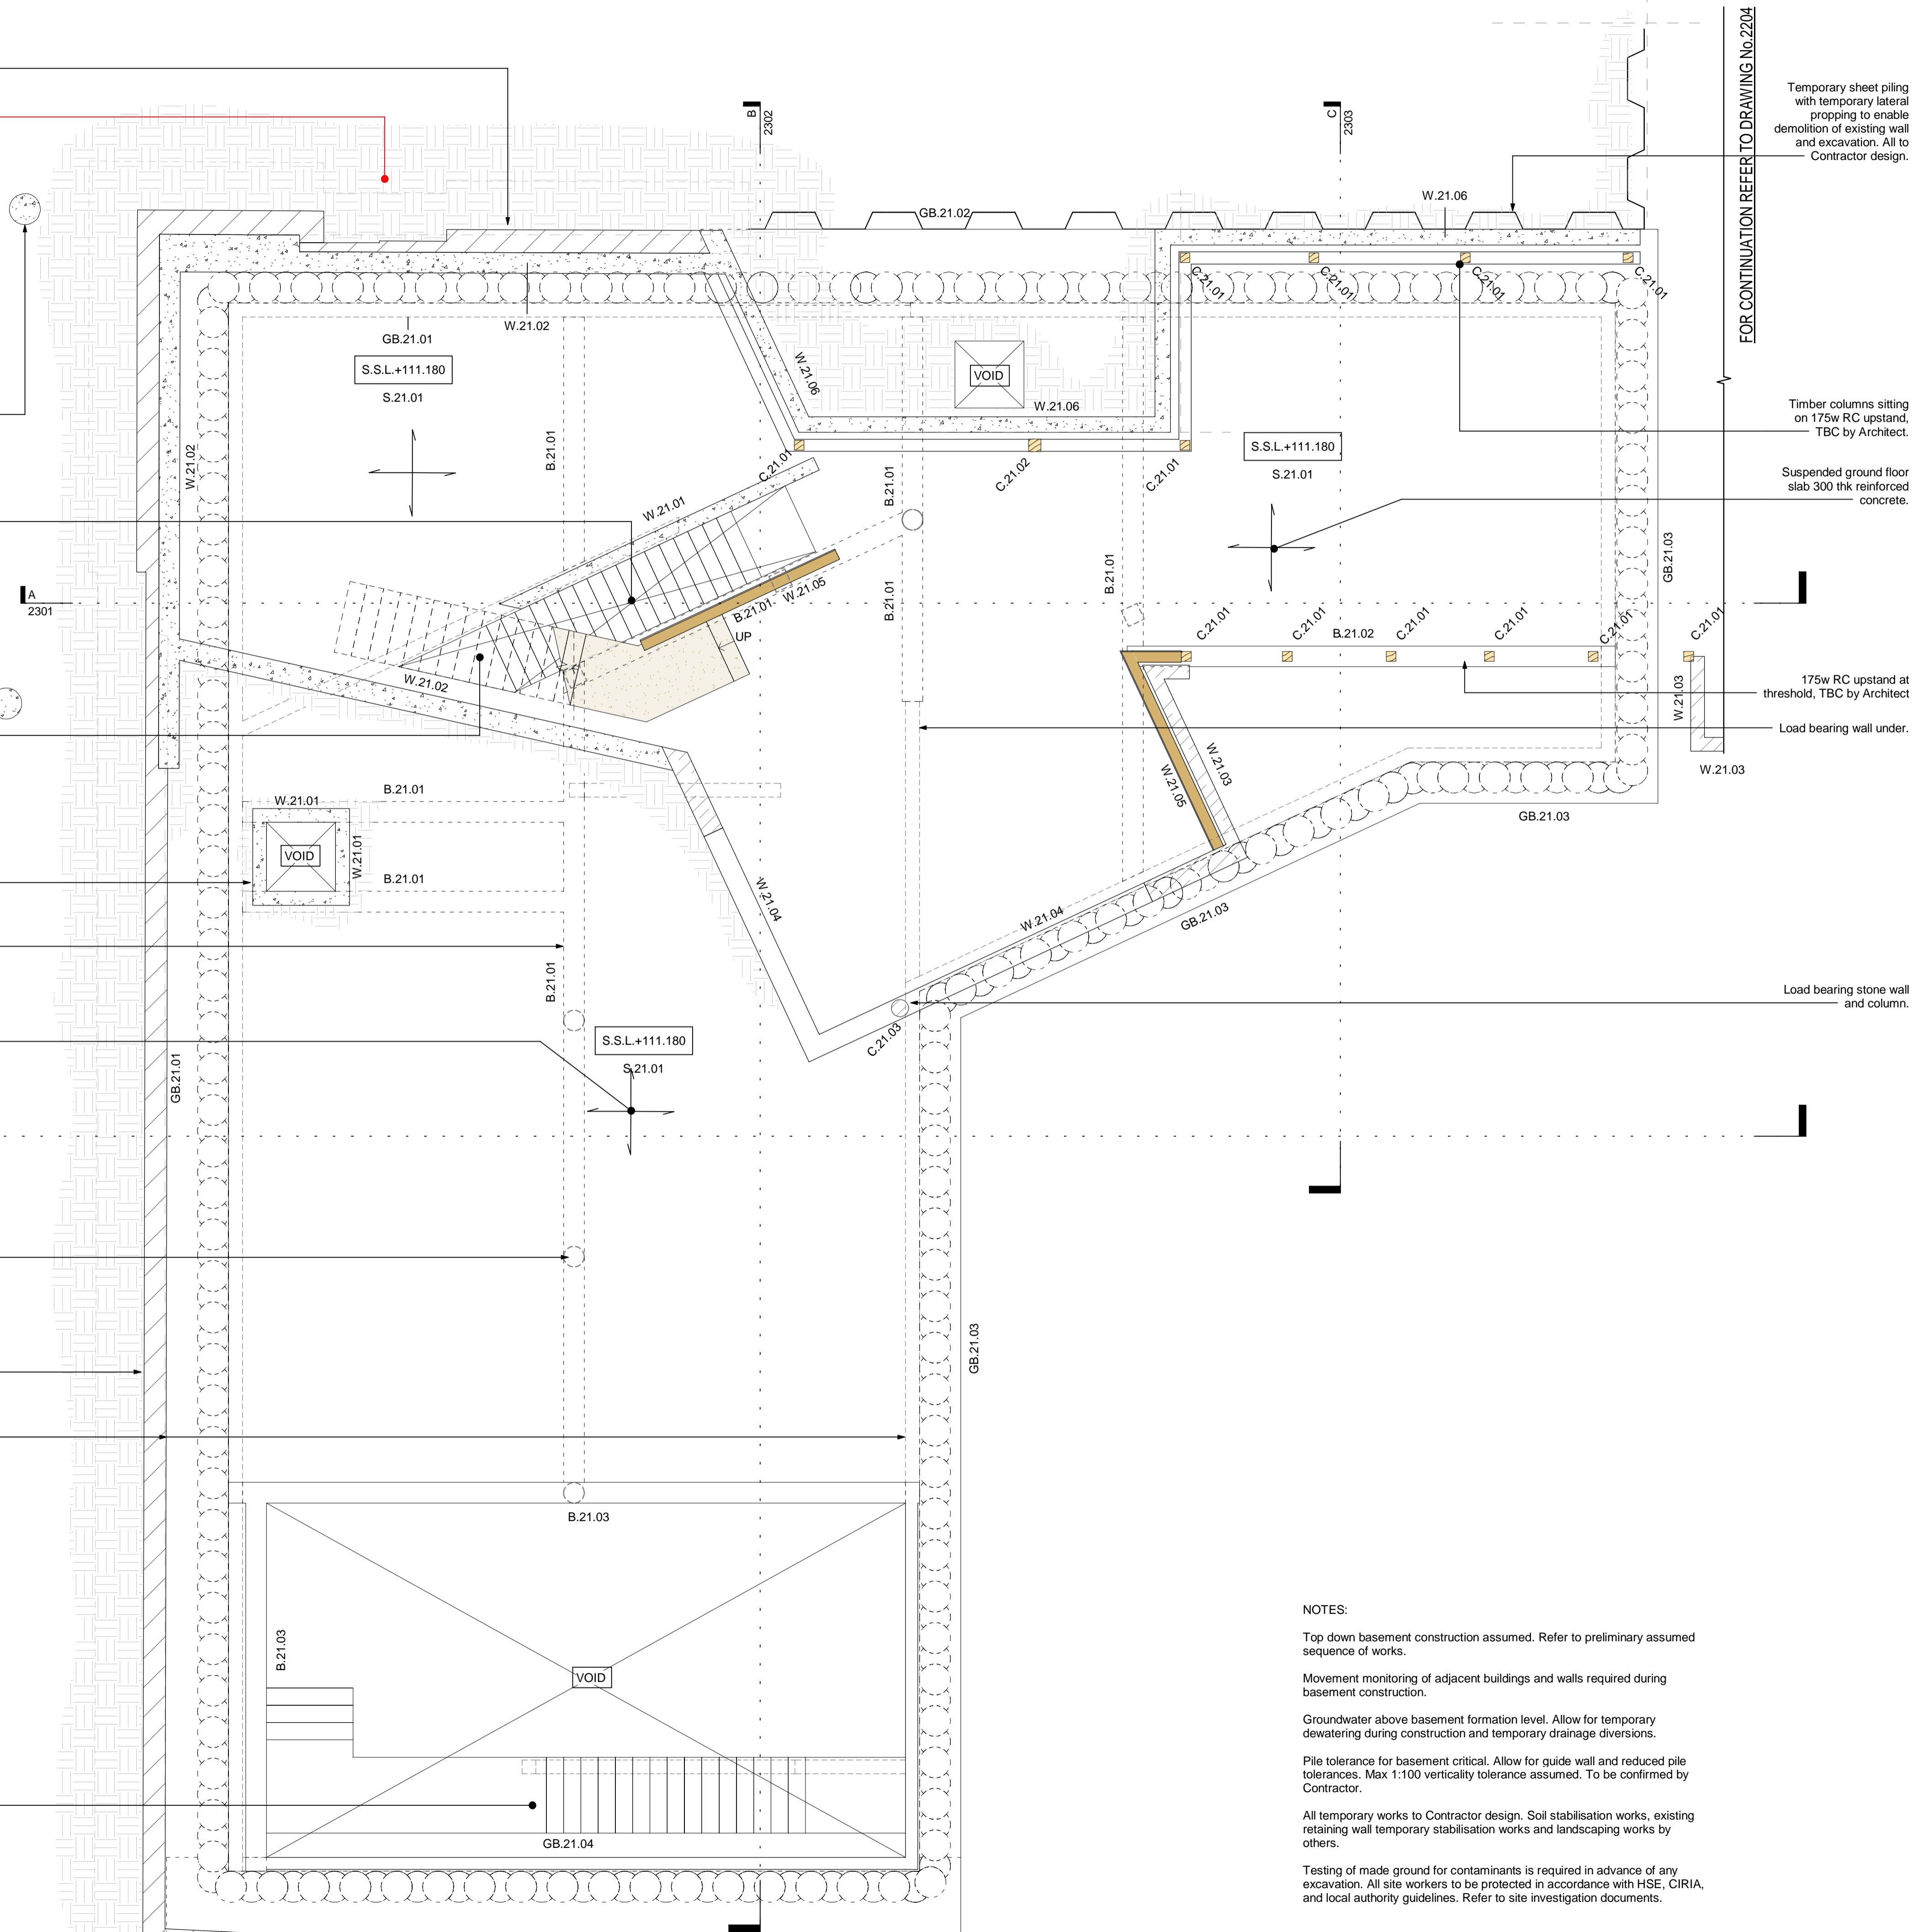 FOR CONTINUATION REFER TO DRAWING No.2204
Temporary sheet piling
with temporary lateral
propping to enable
demolition of existing wall
and excavation. All to
Contractor design.
B
2302
C
2303
W.21.06
GB.21.02
C.21.01
C.21.01
C.21.01
C.21.01
W.21.02
GB.21.01
S.S.L.+111.180
S.21.01
W.21.06
VOID
W.21.06
Timber columns sitting
on 175w RC upstand,
TBC by Architect.
W.21.02
B.21.01
C.21.01
C.21.02
C.21.01
B.21.01
S.S.L.+111.180
S.21.01
Suspended ground floor
slab 300 thk reinforced
concrete.
W.21.01
B.21.01
B.21.01
GB.21.03
A
2301
B.21.01
W.21.05
UP
C.21.01
C.21.01
C.21.01
C.21.01
C.21.01
C.21.01
B.21.02
W.21.02
W.21.03
175w RC upstand at
threshold, TBC by Architect
Load bearing wall under.
W.21.03
W.21.05
W.21.03
W.21.01
B.21.01
GB.21.03
VOID
W.21.01
B.21.01
W.21.04
W.21.04
GB.21.03
B.21.01
Load bearing stone wall
and column.
C.21.03
GB.21.01
S.S.L.+111.180
S.21.01
GB.21.03
B.21.03
B.21.03
VOID
GB.21.04
NOTES:
Top down basement construction assumed. Refer to preliminary assumed
sequence of works.
Movement monitoring of adjacent buildings and walls required during
basement construction.
Groundwater above basement formation level. Allow for temporary
dewatering during construction and temporary drainage diversions.
Pile tolerance for basement critical. Allow for guide wall and reduced pile
tolerances. Max 1:100 verticality tolerance assumed. To be confirmed by
Contractor.
All temporary works to Contractor design. Soil stabilisation works, existing
retaining wall temporary stabilisation works and landscaping works by
others.
Testing of made ground for contaminants is required in advance of any
excavation. All site workers to be protected in accordance with HSE, CIRIA,
and local authority guidelines. Refer to site investigation documents.